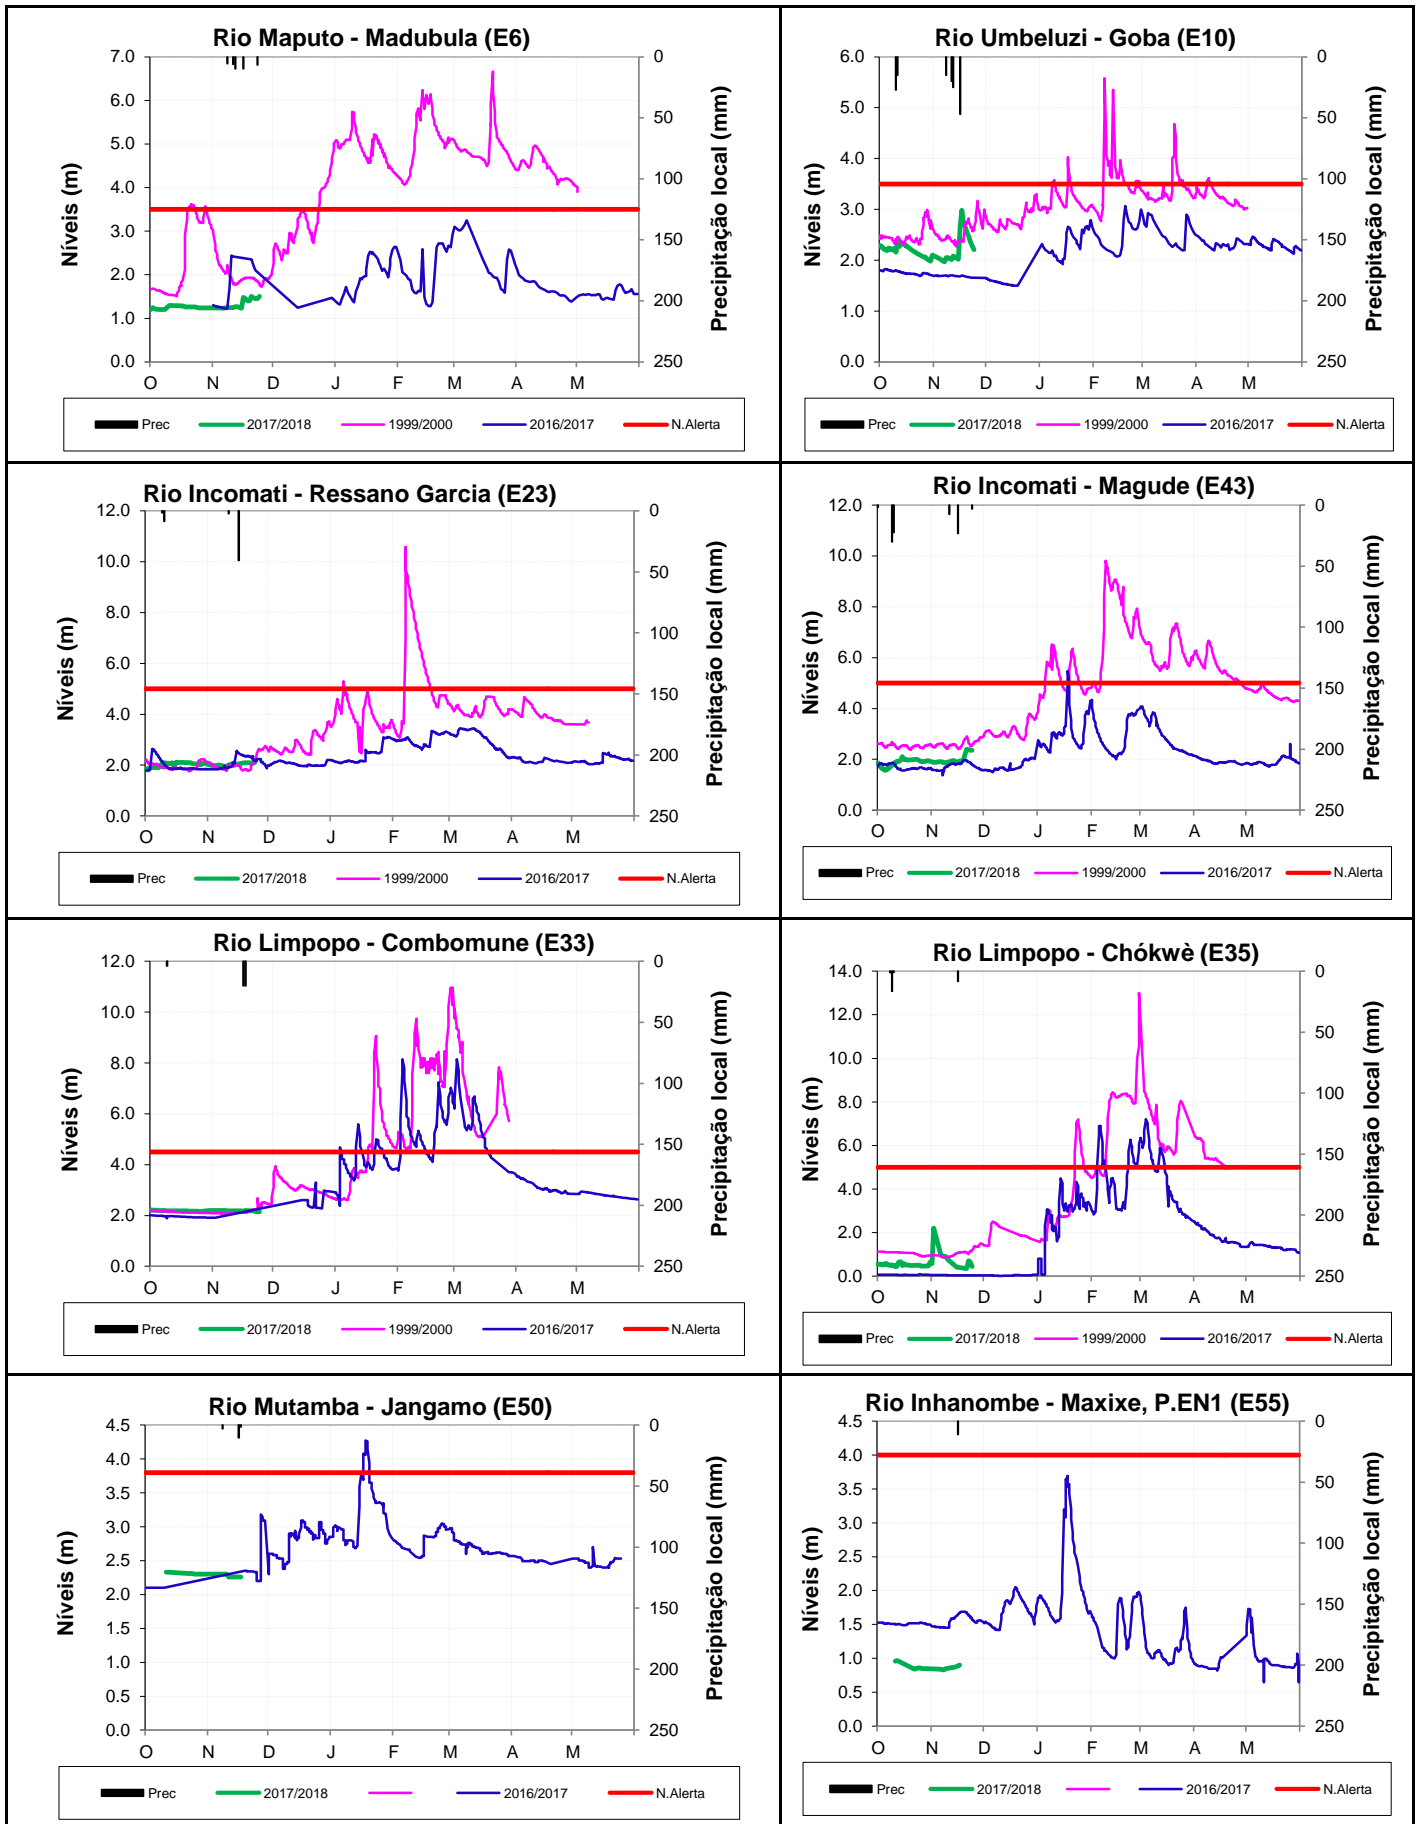 Rio Maputo - Madubula (E6)
Níveis (m)
7.0
6.0
5.0
4.0
3.0
2.0
1.0
0.0
0
50
100
150
200
250
Precipitação local (mm)
O N D J F M A M
Prec 2017/2018 1999/2000 2016/2017 N.Alerta
Rio Umbeluzi - Goba (E10)
Níveis (m)
6.0
5.0
4.0
3.0
2.0
1.0
0.0
0
50
100
150
200
250
Precipitação local (mm)
O N D J F M A M
Prec 2017/2018 1999/2000 2016/2017 N.Alerta
Rio Incomati - Ressano Garcia (E23)
Níveis (m)
12.0
10.0
8.0
6.0
4.0
2.0
0.0
0
50
100
150
200
250
Precipitação local (mm)
O N D J F M A M
Prec 2017/2018 1999/2000 2016/2017 N.Alerta
Rio Incomati - Magude (E43)
Níveis (m)
12.0
10.0
8.0
6.0
4.0
2.0
0.0
0
50
100
150
200
250
Precipitação local (mm)
O N D J F M A M
Prec 2017/2018 1999/2000 2016/2017 N.Alerta
Rio Limpopo - Combomune (E33)
Níveis (m)
12.0
10.0
8.0
6.0
4.0
2.0
0.0
0
50
100
150
200
250
Precipitação local (mm)
O N D J F M A M
Prec 2017/2018 1999/2000 2016/2017 N.Alerta
Rio Limpopo - Chókwè (E35)
Níveis (m)
14.0
12.0
10.0
8.0
6.0
4.0
2.0
0.0
0
50
100
150
200
250
Precipitação local (mm)
O N D J F M A M
Prec 2017/2018 1999/2000 2016/2017 N.Alerta
Rio Mutamba - Jangamo (E50)
Níveis (m)
4.5
4.0
3.5
3.0
2.5
2.0
1.5
1.0
0.5
0.0
0
50
100
150
200
250
Precipitação local (mm)
O N D J F M A M
Prec 2017/2018 2016/2017 N.Alerta
Rio Inhanombe - Maxixe, P.EN1 (E55)
Níveis (m)
4.5
4.0
3.5
3.0
2.5
2.0
1.5
1.0
0.5
0.0
0
50
100
150
200
250
Precipitação local (mm)
O N D J F M A M
Prec 2017/2018 2016/2017 N.Alerta